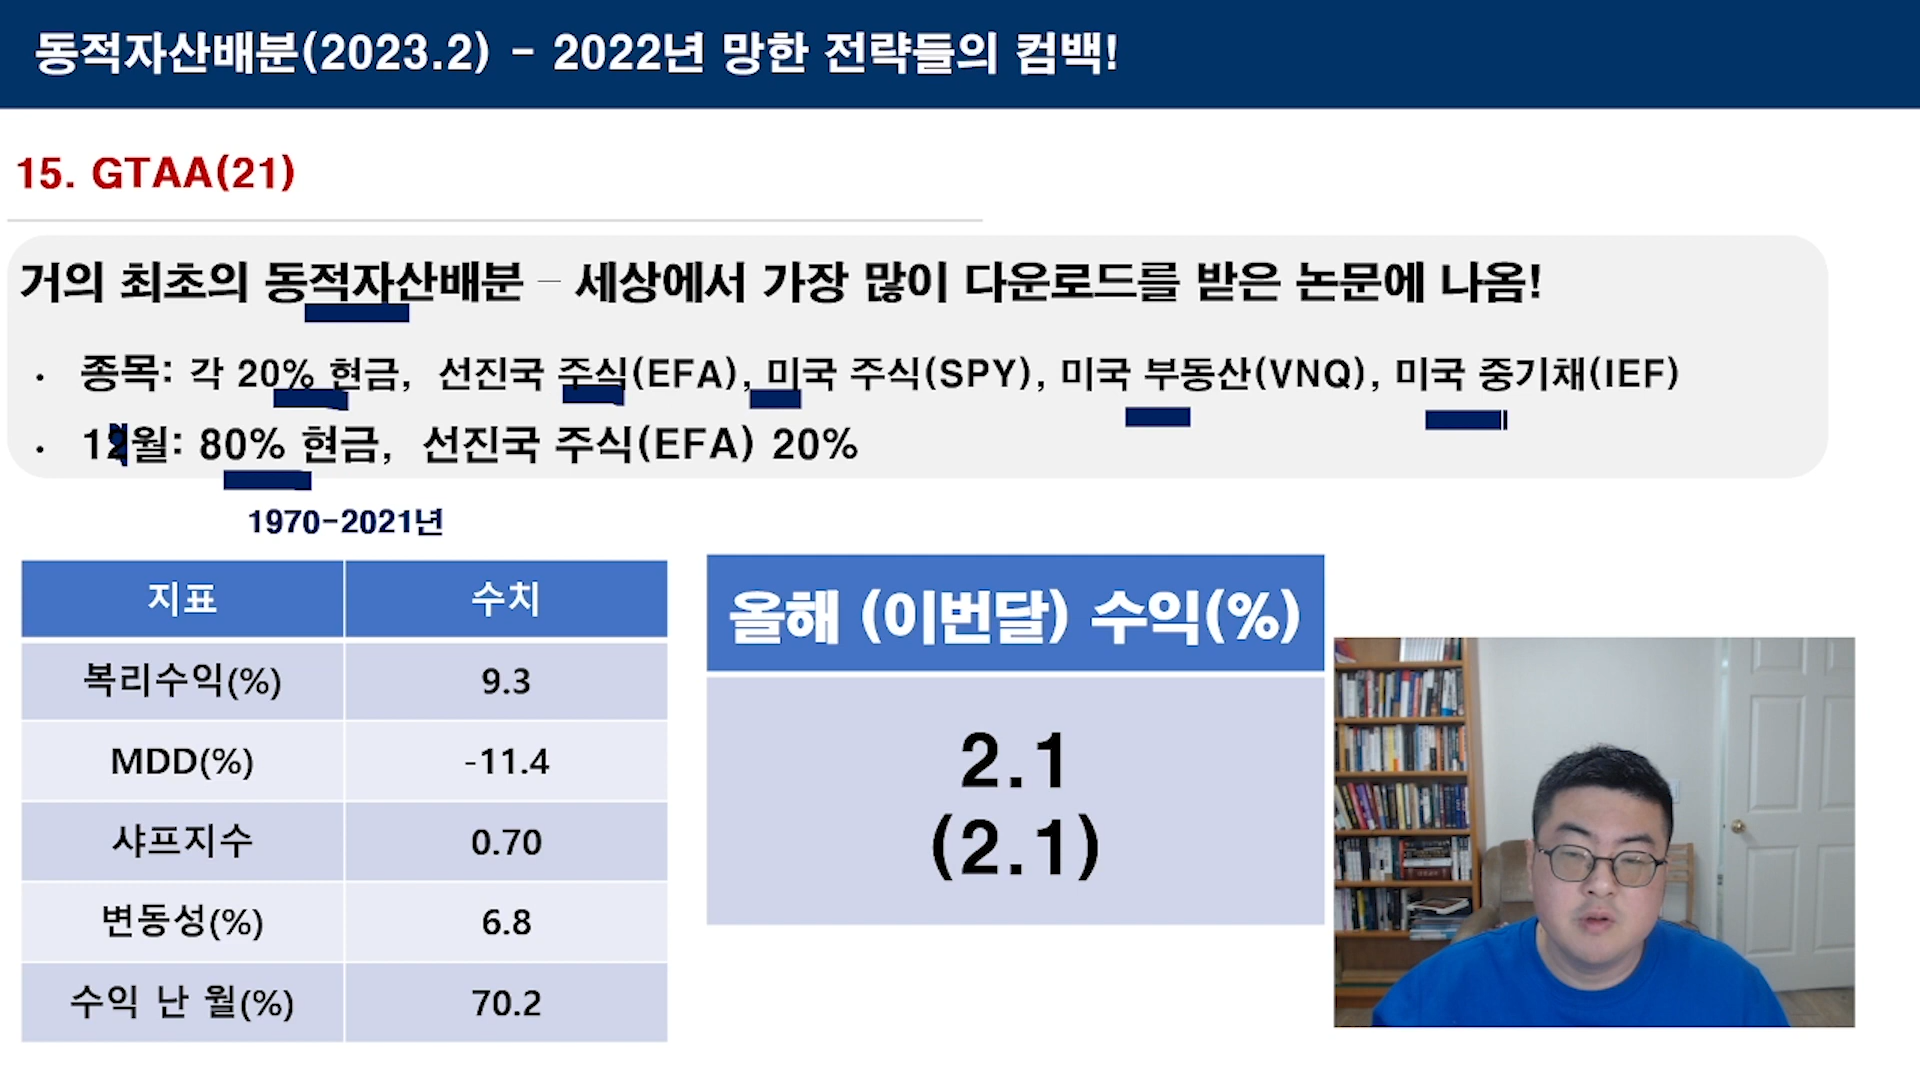 동적자산배분(2023.2) - 2022년 망한 전략들의 컴백!
15. GTAA(21)
거의 최초의 동적자산배분 – 세상에서 가장 많이 다운로드를 받은 논문에 나옴!
• 종목: 각 20% 현금, 선진국 주식(EFA), 미국 주식(SPY), 미국 부동산(VNQ), 미국 중기채(IEF)
• 12월: 80% 현금, 선진국 주식(EFA) 20%
1970-2021년
지표 수치
복리수익(%) 9.3
MDD(%) -11.4
샤프지수 0.70
변동성(%) 6.8
수익 난 월(%) 70.2
올해 (이번달) 수익(%)
2.1
(2.1)